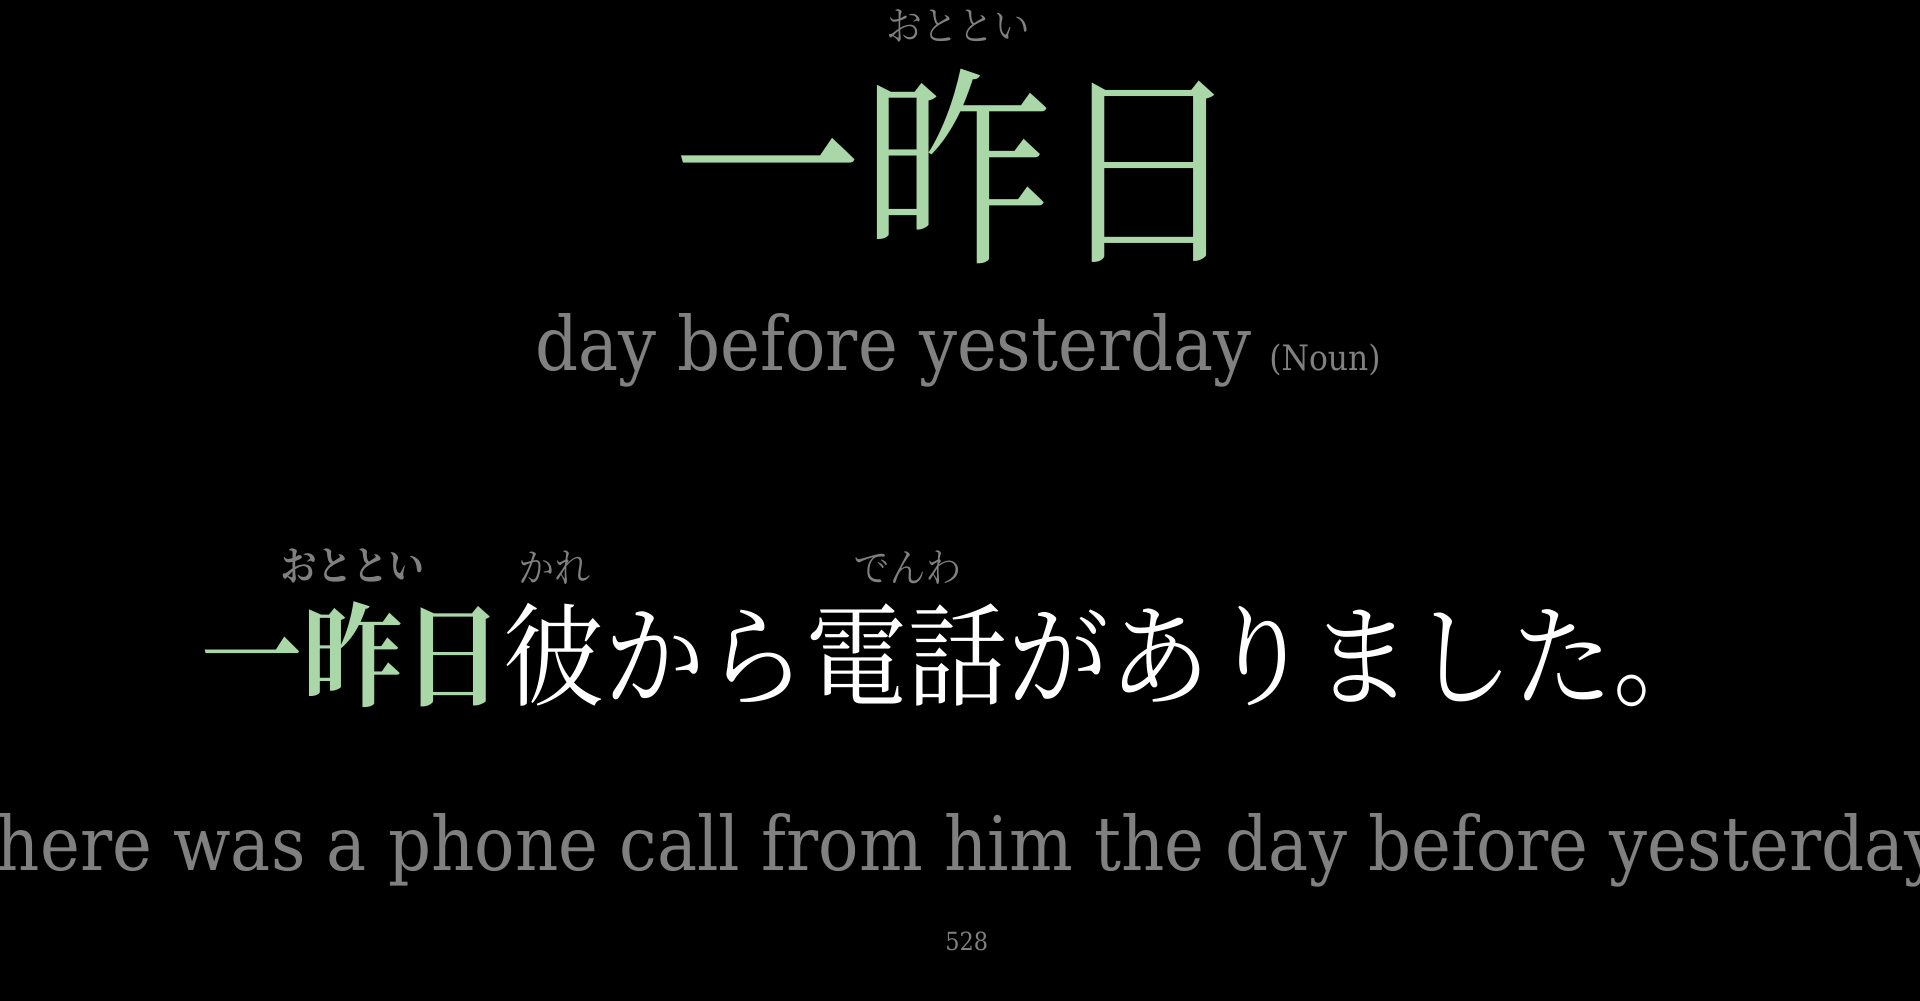 おととい
一昨日
day before yesterday (Noun)
おととい かれ でんわ
一昨日彼から電話がありました。
here was a phone call from him the day before yesterday
528